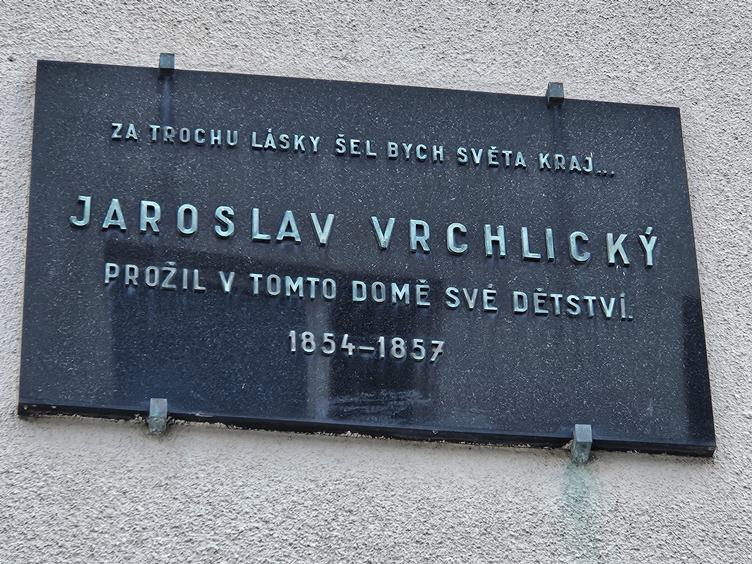 ZA TROCHU LÁSKY ŠEL BYCH SVĚTA KRAJ...
JAROSLAV VRCHLICKÝ
PROŽIL V TOMTO DOMĚ SVÉ DĚTSTVÍ.
1854–1857